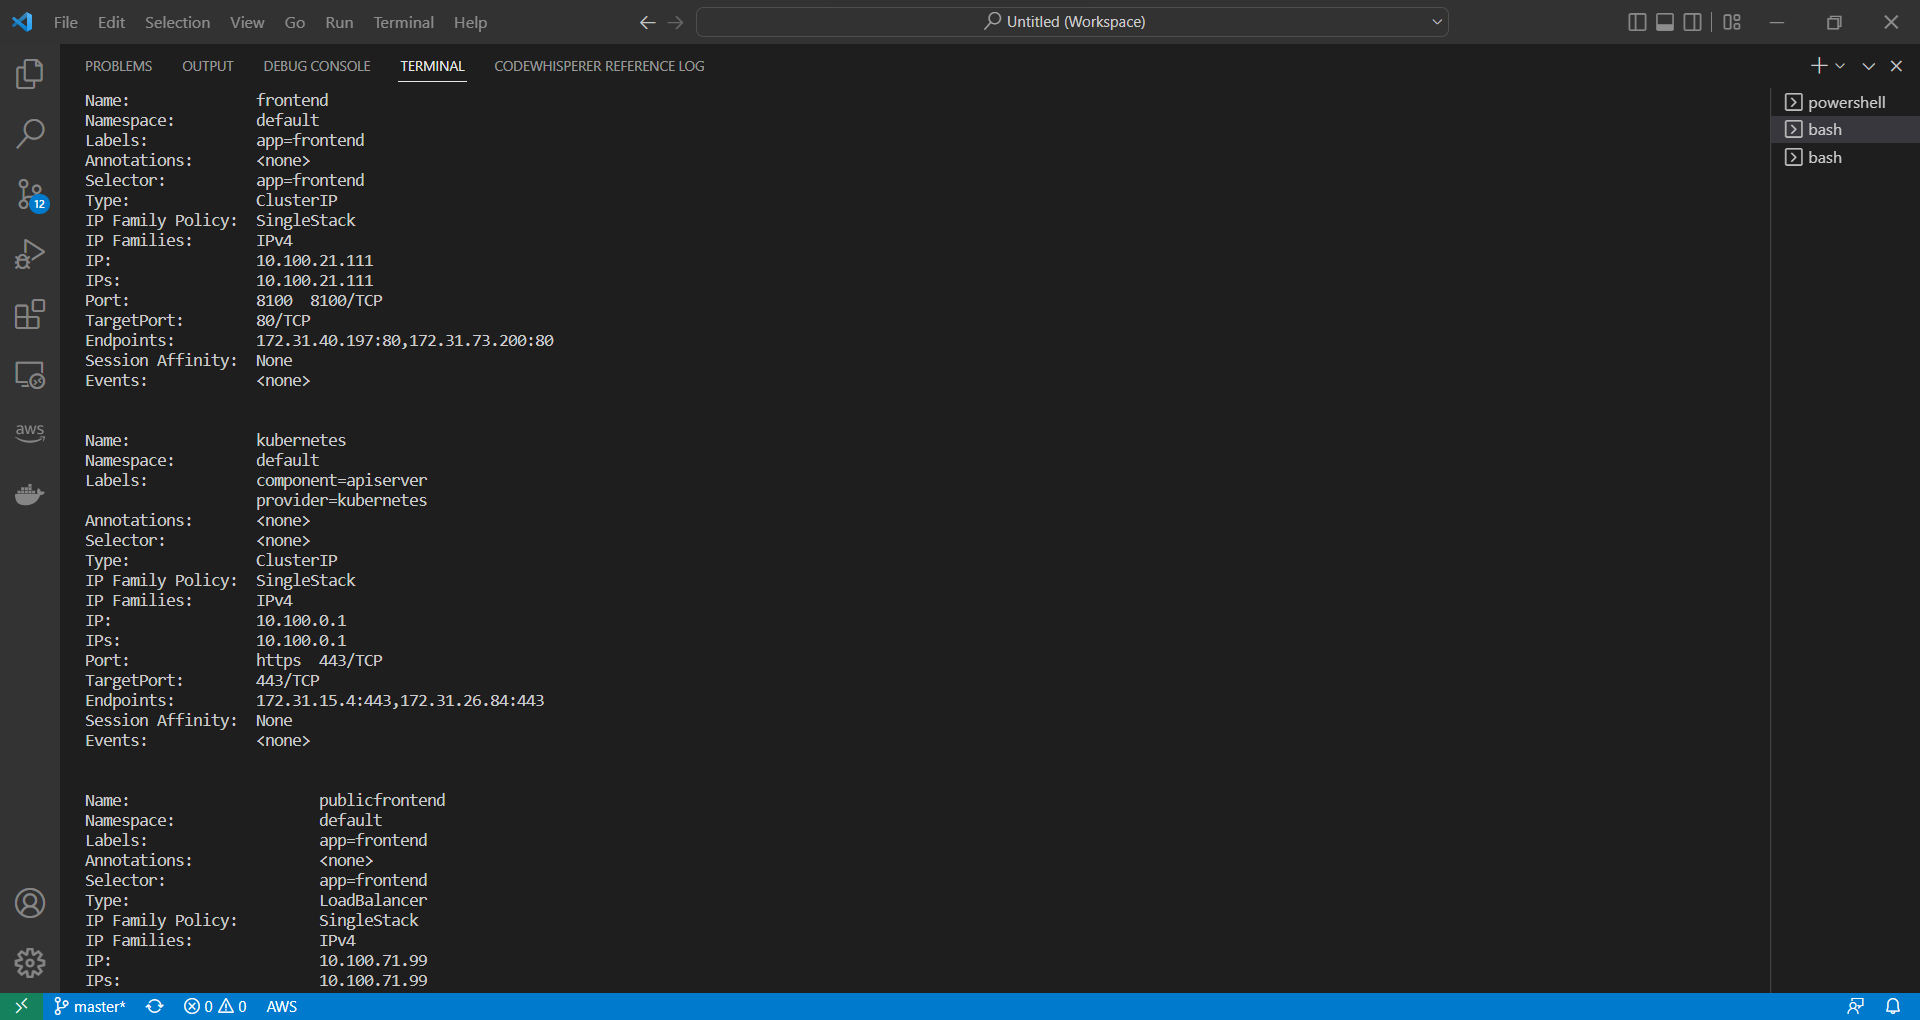 File Edit Selection View Go Run Terminal Help Untitled (Workspace)
PROBLEMS OUTPUT DEBUG CONSOLE TERMINAL CODEWHISPERER REFERENCE LOG
powershell
bash
bash
12
aws
Name: frontend
Namespace: default
Labels: app=frontend
Annotations: <none>
Selector: app=frontend
Type: ClusterIP
IP Family Policy: SingleStack
IP Families: IPv4
IP: 10.100.21.111
IPs: 10.100.21.111
Port: 8100 8100/TCP
TargetPort: 80/TCP
Endpoints: 172.31.40.197:80,172.31.73.200:80
Session Affinity: None
Events: <none>
Name: kubernetes
Namespace: default
Labels: component=apiserver
provider=kubernetes
Annotations: <none>
Selector: <none>
Type: ClusterIP
IP Family Policy: SingleStack
IP Families: IPv4
IP: 10.100.0.1
IPs: 10.100.0.1
Port: https 443/TCP
TargetPort: 443/TCP
Endpoints: 172.31.15.4:443,172.31.26.84:443
Session Affinity: None
Events: <none>
Name: publicfrontend
Namespace: default
Labels: app=frontend
Annotations: <none>
Selector: app=frontend
Type: LoadBalancer
IP Family Policy: SingleStack
IP Families: IPv4
IP: 10.100.71.99
IPs: 10.100.71.99
master* 0 0 AWS